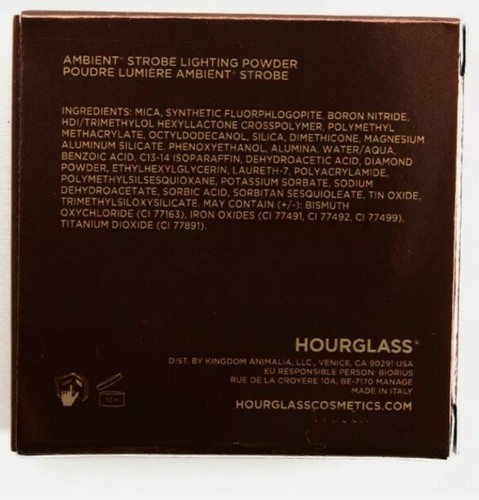 AMBIENT® STROBE LIGHTING POWDER
POUDRE LUMIÈRE AMBIENT® STROBE
INGREDIENTS: MICA, SYNTHETIC FLUORPHLOGOPITE, BORON NITRIDE,
HDI/TRIMETHYLOL HEXYLLACTONE CROSSPOLYMER, POLYMETHYL
METHACRYLATE, OCTYLDODECANOL, SILICA, DIMETHICONE, MAGNESIUM
ALUMINUM SILICATE. PHENOXYETHANOL, ALUMINA, WATER/AQUA,
BENZOIC ACID, C13-14 ISOPARAFFIN, DEHYDROACETIC ACID, DIAMOND
POWDER, ETHYLHEXYLGLYCERIN, LAURETH-7, POLYACRYLAMIDE,
POLYMETHYLSILSESQUIOXANE, POTASSIUM SORBATE, SODIUM
DEHYDROACETATE, SORBIC ACID, SORBITAN SESQUIOLEATE, TIN OXIDE,
TRIMETHYLSILOXYSILICATE. MAY CONTAIN (+/-): BISMUTH
OXYCHLORIDE (CI 77163), IRON OXIDES (CI 77491, CI 77492, CI 77499),
TITANIUM DIOXIDE (CI 77891).
HOURGLASS®
DIST. BY KINGDOM ANIMALIA, LLC., VENICE, CA 90291 USA
EU RESPONSIBLE PERSON: BIORIUS
RUE DE LA CROYERE 10A, BE-7170 MANAGE
MADE IN ITALY
HOURGLASSCOSMETICS.COM